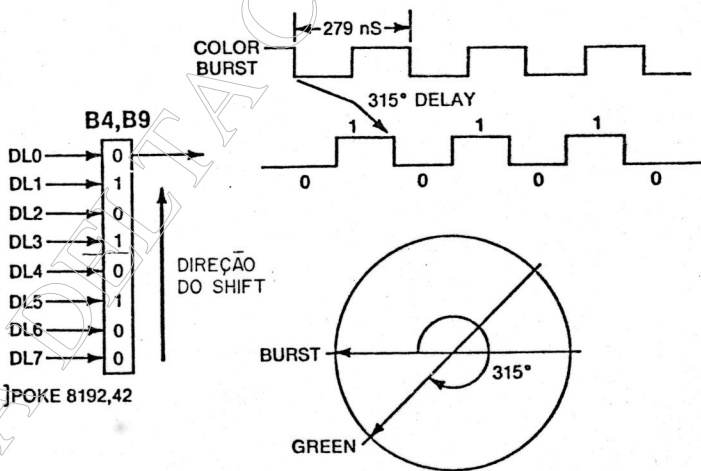 279 nS
COLOR
BURST
315° DELAY
1 1 1
0 0 0 0
B4,B9
DL0 0
DL1 1
DL2 0
DL3 1
DL4 0
DL5 1
DL6 0
DL7 0
DIREÇÃO
DO SHIFT
]POKE 8192,42
BURST
315°
GREEN
DELTA